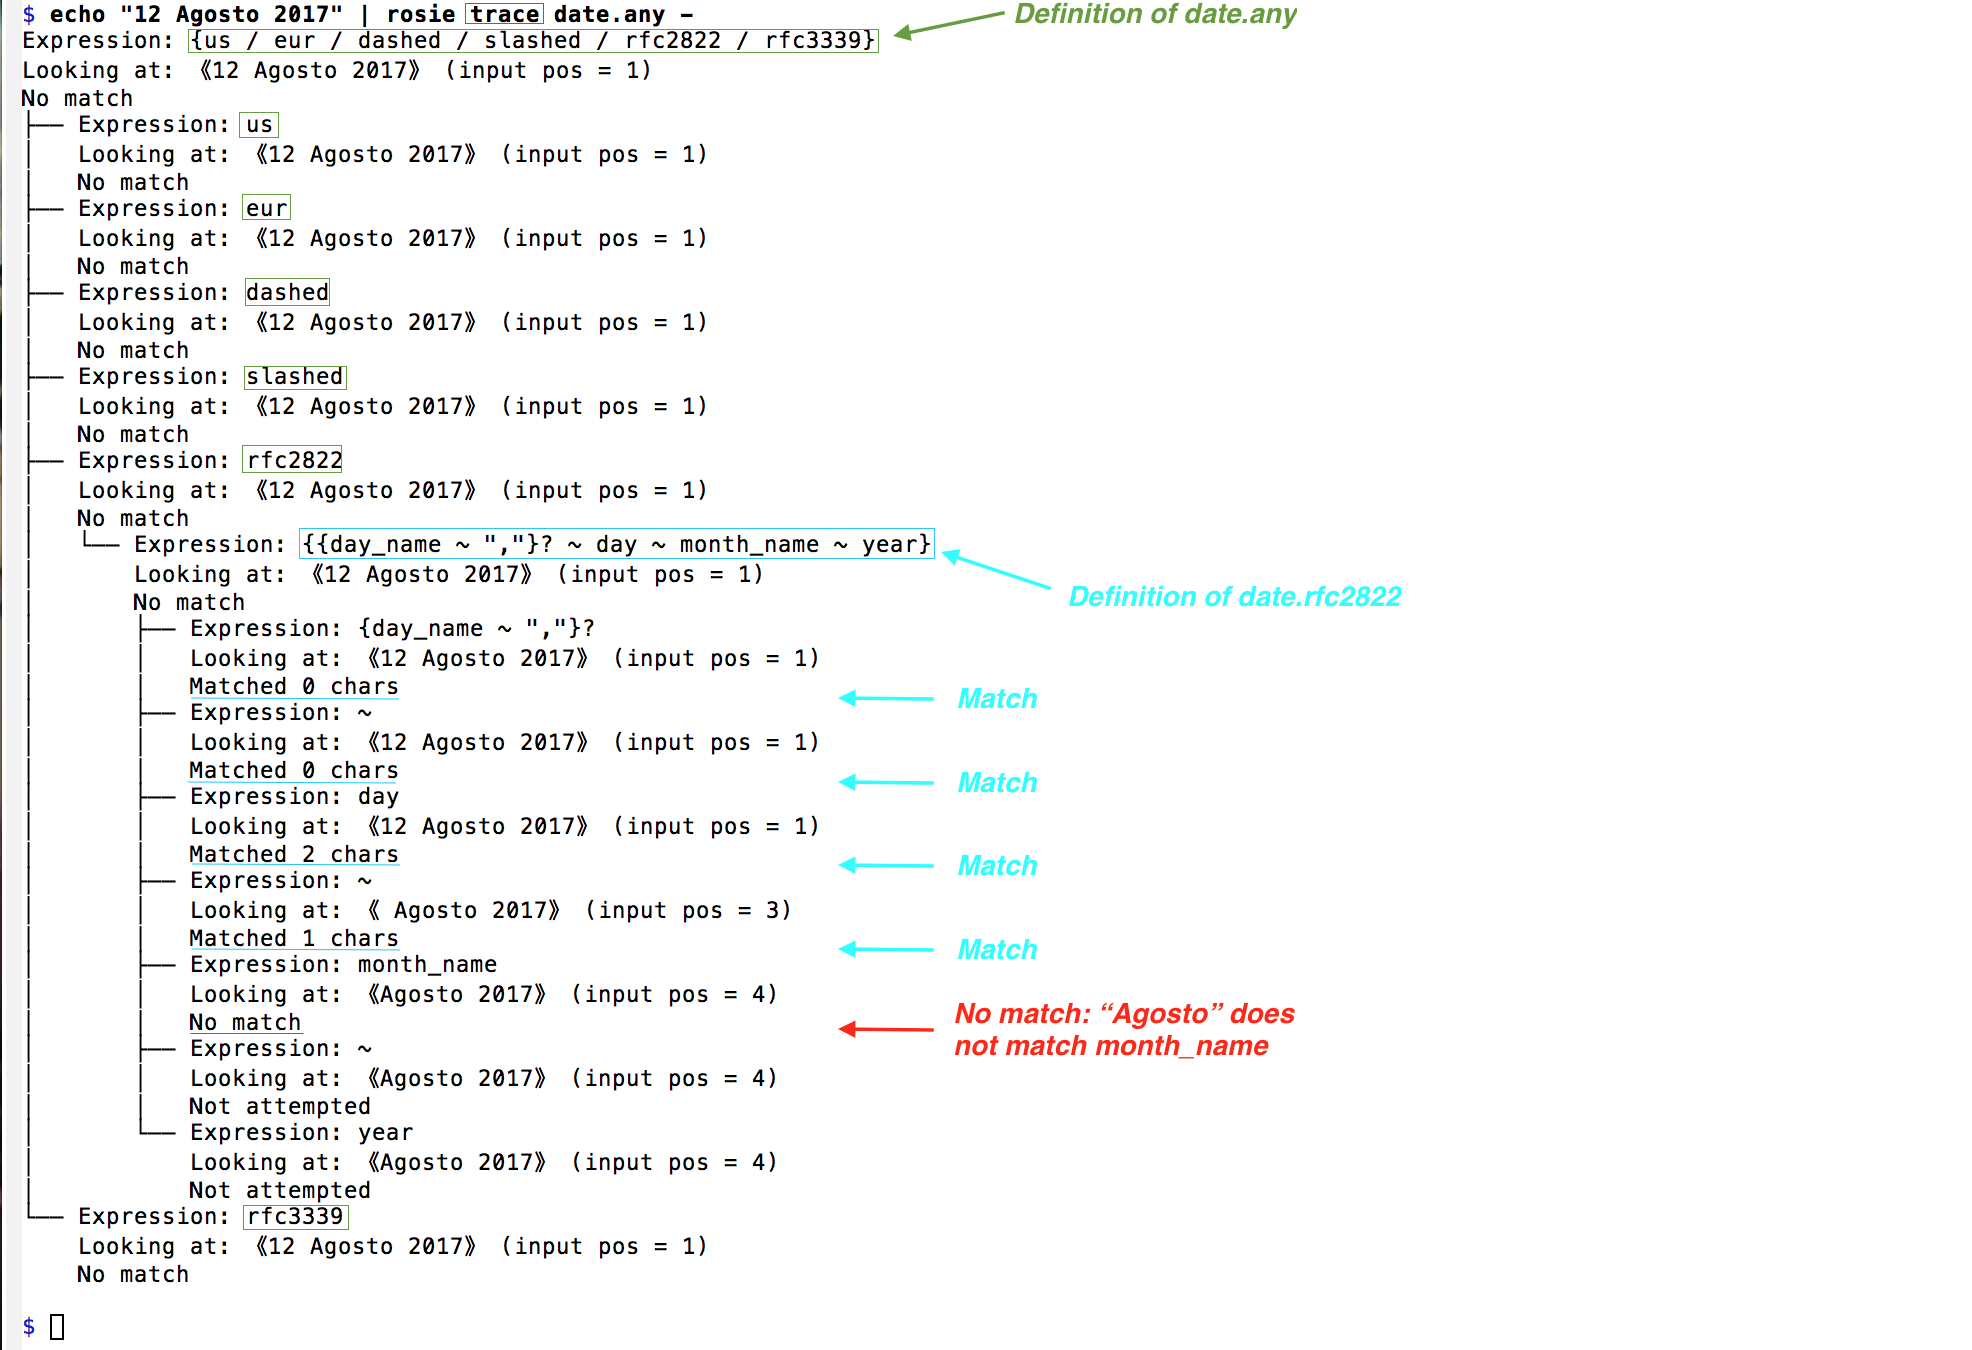 $ echo "12 Agosto 2017" | rosie trace date.any -
Definition of date.any
Expression: {us / eur / dashed / slashed / rfc2822 / rfc3339}
Looking at: 《12 Agosto 2017》 (input pos = 1)
No match
├── Expression: us
│   Looking at: 《12 Agosto 2017》 (input pos = 1)
│   No match
├── Expression: eur
│   Looking at: 《12 Agosto 2017》 (input pos = 1)
│   No match
├── Expression: dashed
│   Looking at: 《12 Agosto 2017》 (input pos = 1)
│   No match
├── Expression: slashed
│   Looking at: 《12 Agosto 2017》 (input pos = 1)
│   No match
├── Expression: rfc2822
│   Looking at: 《12 Agosto 2017》 (input pos = 1)
│   No match
│   └── Expression: {{day_name ~ ","}? ~ day ~ month_name ~ year}
│       Looking at: 《12 Agosto 2017》 (input pos = 1)
Definition of date.rfc2822
│       No match
│       ├── Expression: {day_name ~ ","}?
│       │   Looking at: 《12 Agosto 2017》 (input pos = 1)
│       │   Matched 0 chars
Match
│       ├── Expression: ~
│       │   Looking at: 《12 Agosto 2017》 (input pos = 1)
│       │   Matched 0 chars
Match
│       ├── Expression: day
│       │   Looking at: 《12 Agosto 2017》 (input pos = 1)
│       │   Matched 2 chars
Match
│       ├── Expression: ~
│       │   Looking at: 《 Agosto 2017》 (input pos = 3)
│       │   Matched 1 chars
Match
│       ├── Expression: month_name
│       │   Looking at: 《Agosto 2017》 (input pos = 4)
│       │   No match
No match: “Agosto” does
not match month_name
│       ├── Expression: ~
│       │   Looking at: 《Agosto 2017》 (input pos = 4)
│       │   Not attempted
│       └── Expression: year
│           Looking at: 《Agosto 2017》 (input pos = 4)
│           Not attempted
└── Expression: rfc3339
    Looking at: 《12 Agosto 2017》 (input pos = 1)
    No match
$